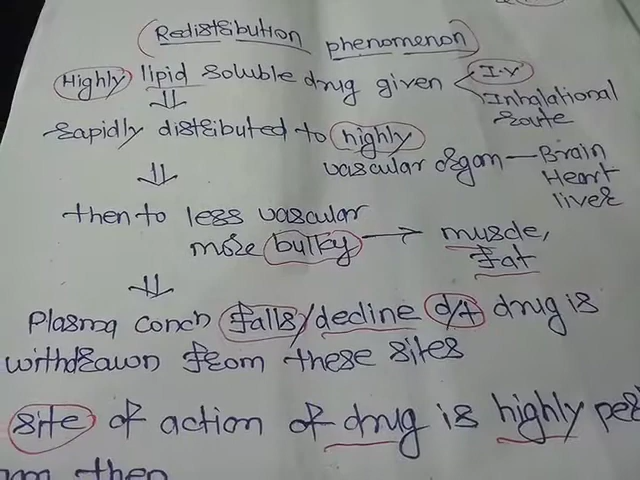 (Redistribution phenomenon)
Highly lipid soluble drug given < I.V
Inhalational
route
⇓
rapidly distributed to highly
vascular organ — Brain
Heart
liver
⇓
then to less vascular
more bulky → muscle,
fat
⇓
Plasma conch falls/decline d/t drug is
withdrawn from these sites
site of action of drug is highly
then